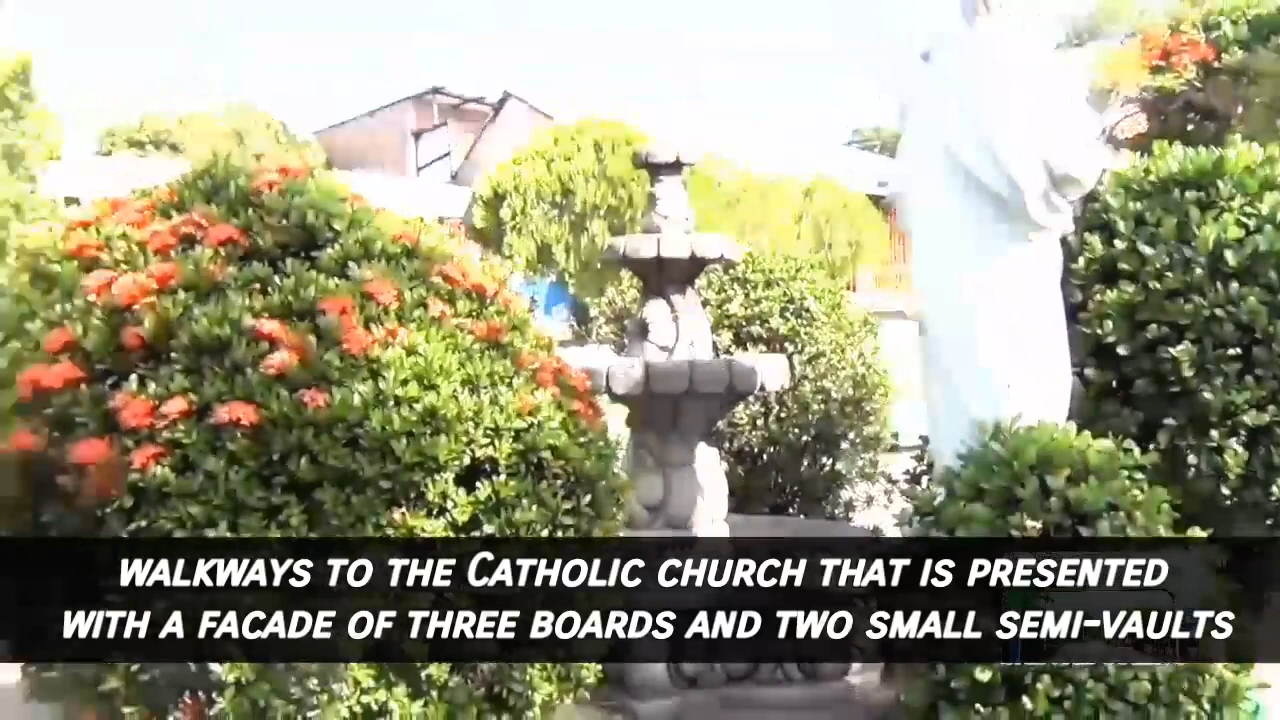 WALKWAYS TO THE CATHOLIC CHURCH THAT IS PRESENTED
WITH A FACADE OF THREE BOARDS AND TWO SMALL SEMI-VAULTS